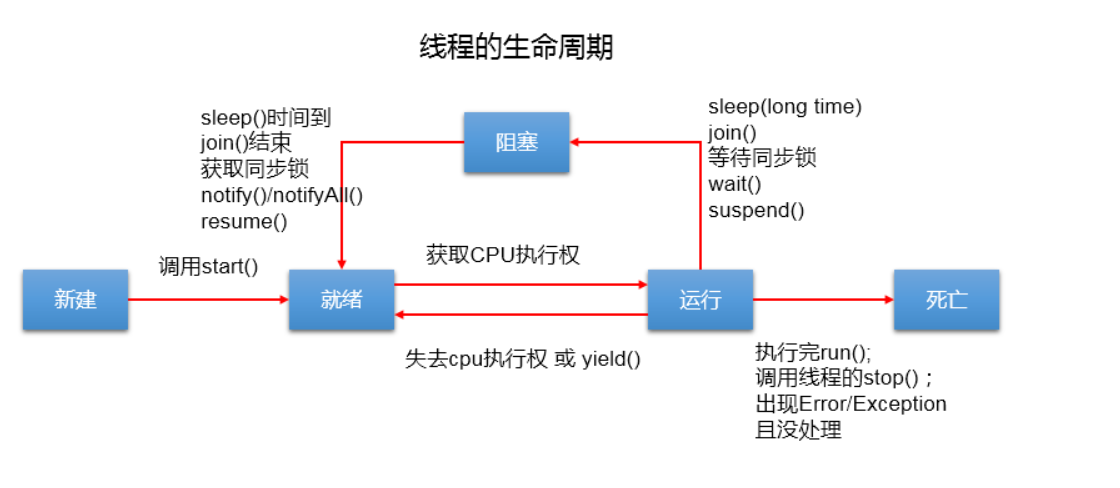 线程的生命周期
sleep()时间到
join()结束
获取同步锁
notify()/notifyAll()
resume()
阻塞
sleep(long time)
join()
等待同步锁
wait()
suspend()
新建
调用start()
就绪
获取CPU执行权
失去cpu执行权 或 yield()
运行
死亡
执行完run();
调用线程的stop() ;
出现Error/Exception
且没处理